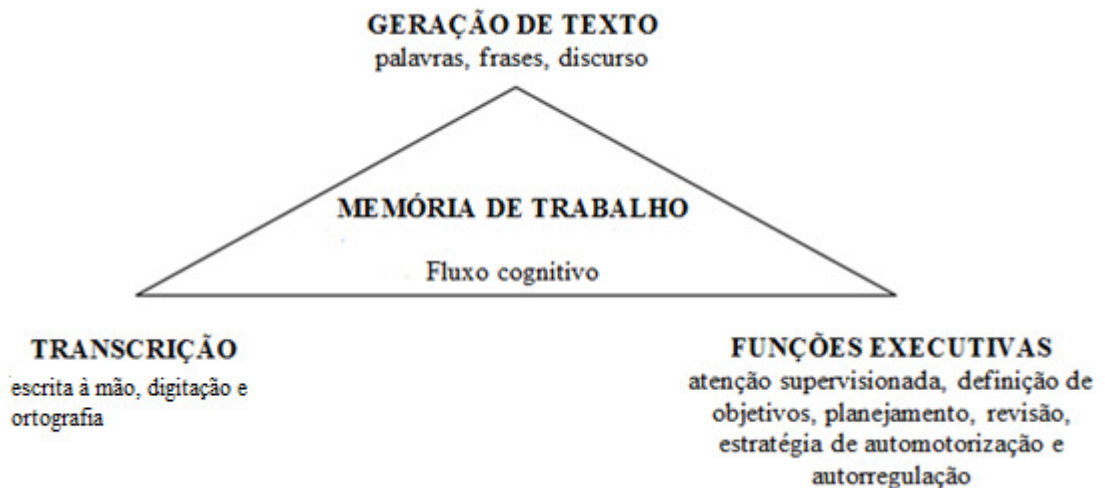 GERAÇÃO DE TEXTO
palavras, frases, discurso
MEMÓRIA DE TRABALHO
Fluxo cognitivo
TRANSCRIÇÃO
escrita à mão, digitação e
ortografia
FUNÇÕES EXECUTIVAS
atenção supervisionada, definição de
objetivos, planejamento, revisão,
estratégia de automotorização e
autorregulação